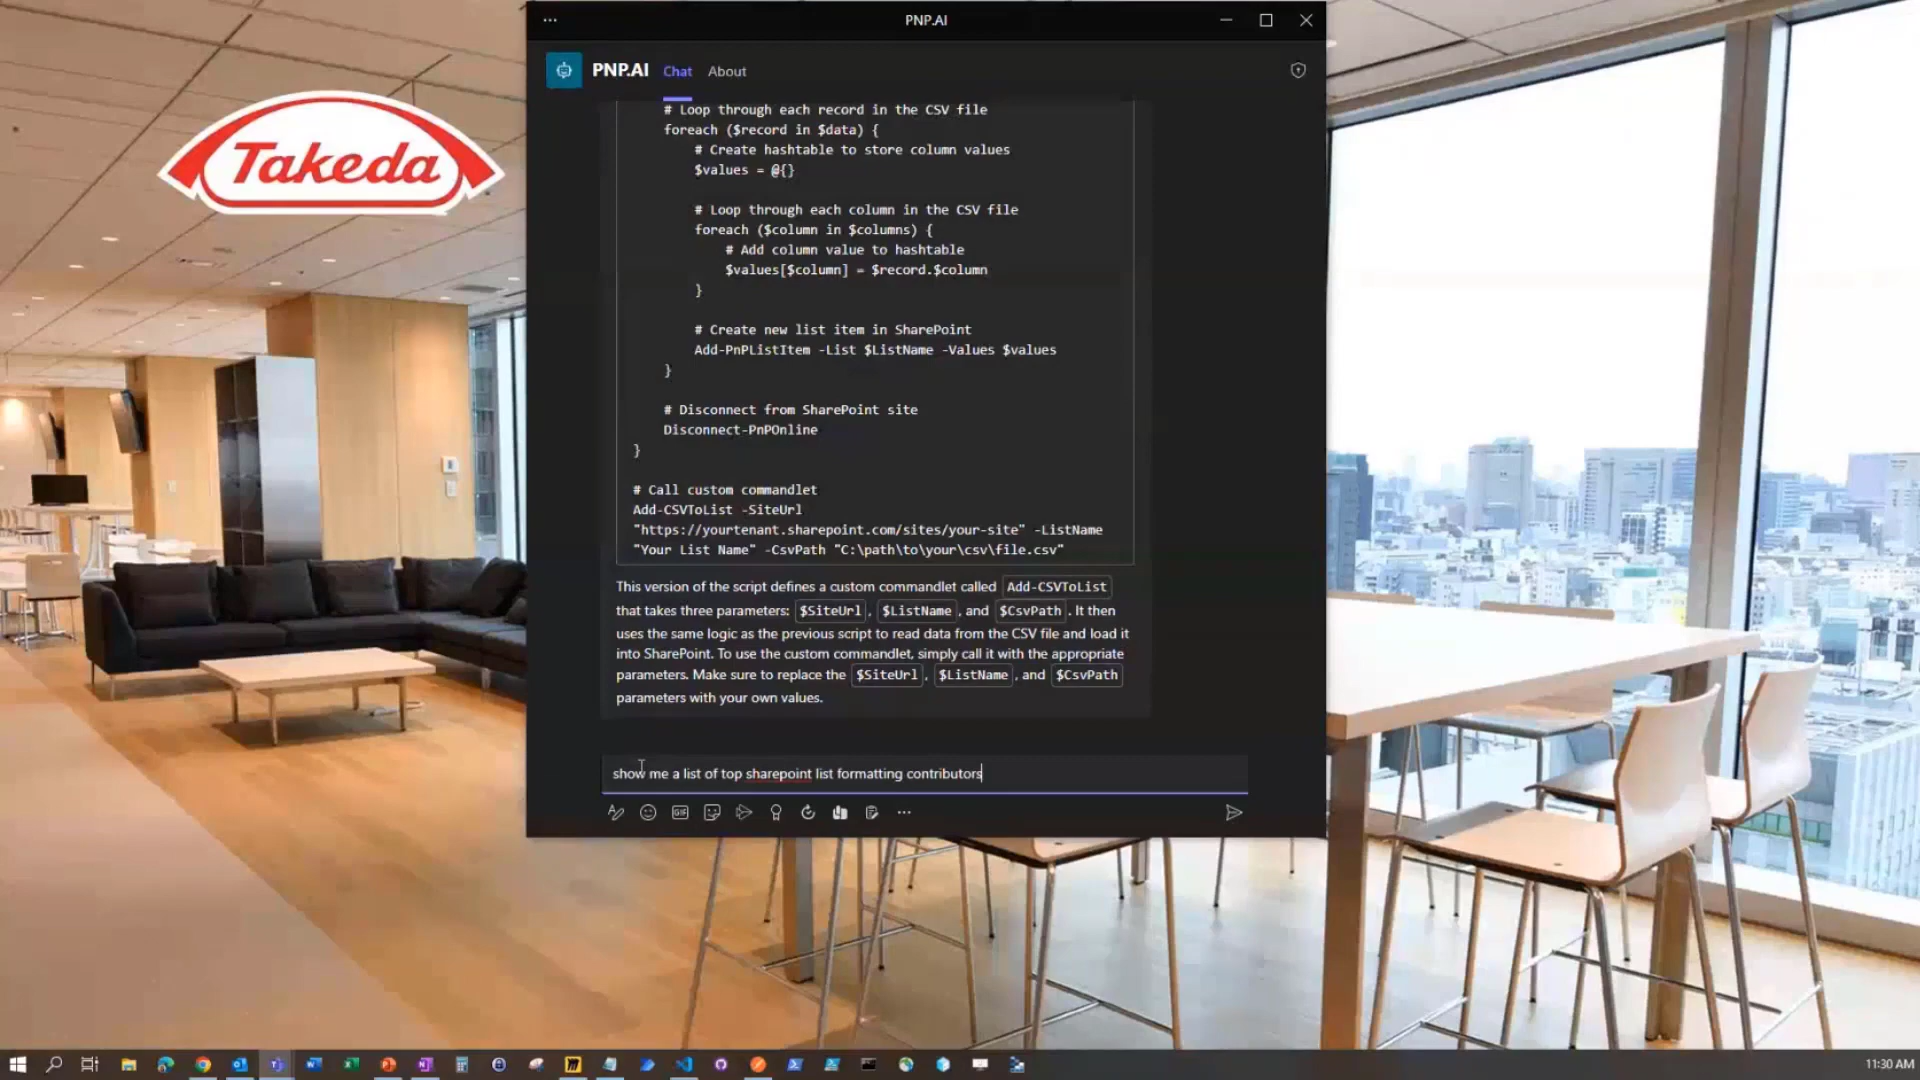 PNP.AI
PNP.AI Chat About
Takeda
# Loop through each record in the CSV file
foreach ($record in $data) {
# Create hashtable to store column values
$values = @{}
# Loop through each column in the CSV file
foreach ($column in $columns) {
# Add column value to hashtable
$values[$column] = $record.$column
}
# Create new list item in SharePoint
Add-PnPListItem -List $ListName -Values $values
}
# Disconnect from SharePoint site
Disconnect-PnPOnline
}
# Call custom commandlet
Add-CSVToList -SiteUrl
"https://yourtenant.sharepoint.com/sites/your-site" -ListName
"Your List Name" -CsvPath "C:\path\to\your\csv\file.csv"
This version of the script defines a custom commandlet called Add-CSVToList
that takes three parameters: $SiteUrl, $ListName, and $CsvPath. It then
uses the same logic as the previous script to read data from the CSV file and load it
into SharePoint. To use the custom commandlet, simply call it with the appropriate
parameters. Make sure to replace the $SiteUrl, $ListName, and $CsvPath
parameters with your own values.
show me a list of top sharepoint list formatting contributors
GIF
11:30 AM